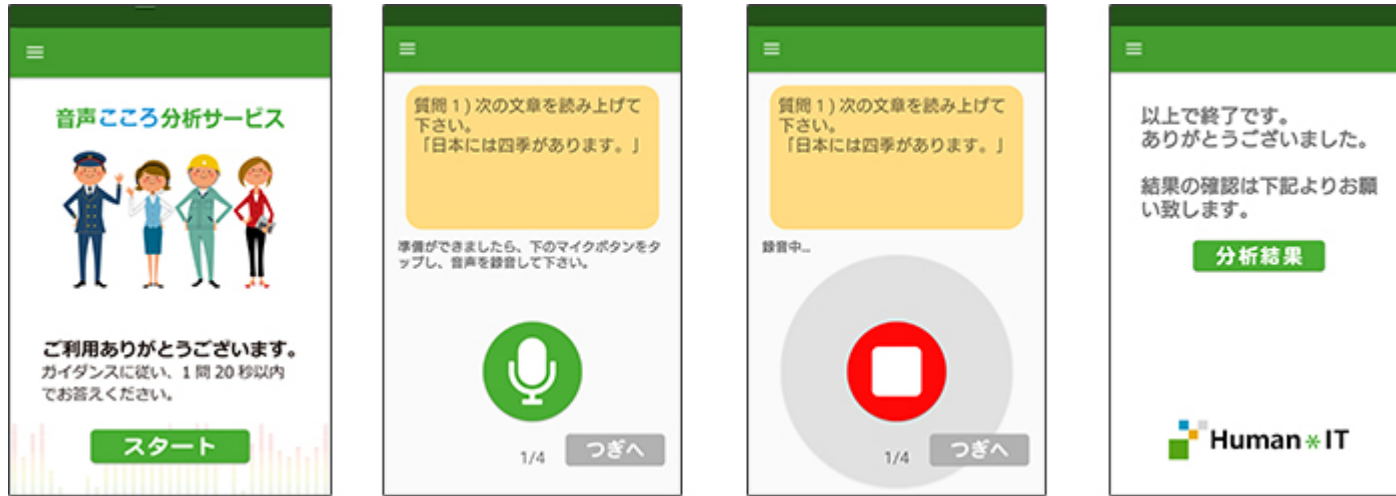 音声こころ分析サービス
ご利用ありがとうございます。
ガイダンスに従い、1問20秒以内
でお答えください。
スタート
質問1)次の文章を読み上げて
下さい。
「日本には四季があります。」
準備ができましたら、下のマイクボタンをタ
ップし、音声を録音して下さい。
1/4
つぎへ
質問1)次の文章を読み上げて
下さい。
「日本には四季があります。」
録音中...
1/4
つぎへ
以上で終了です。
ありがとうございました。
結果の確認は下記よりお願
い致します。
分析結果
Human*IT